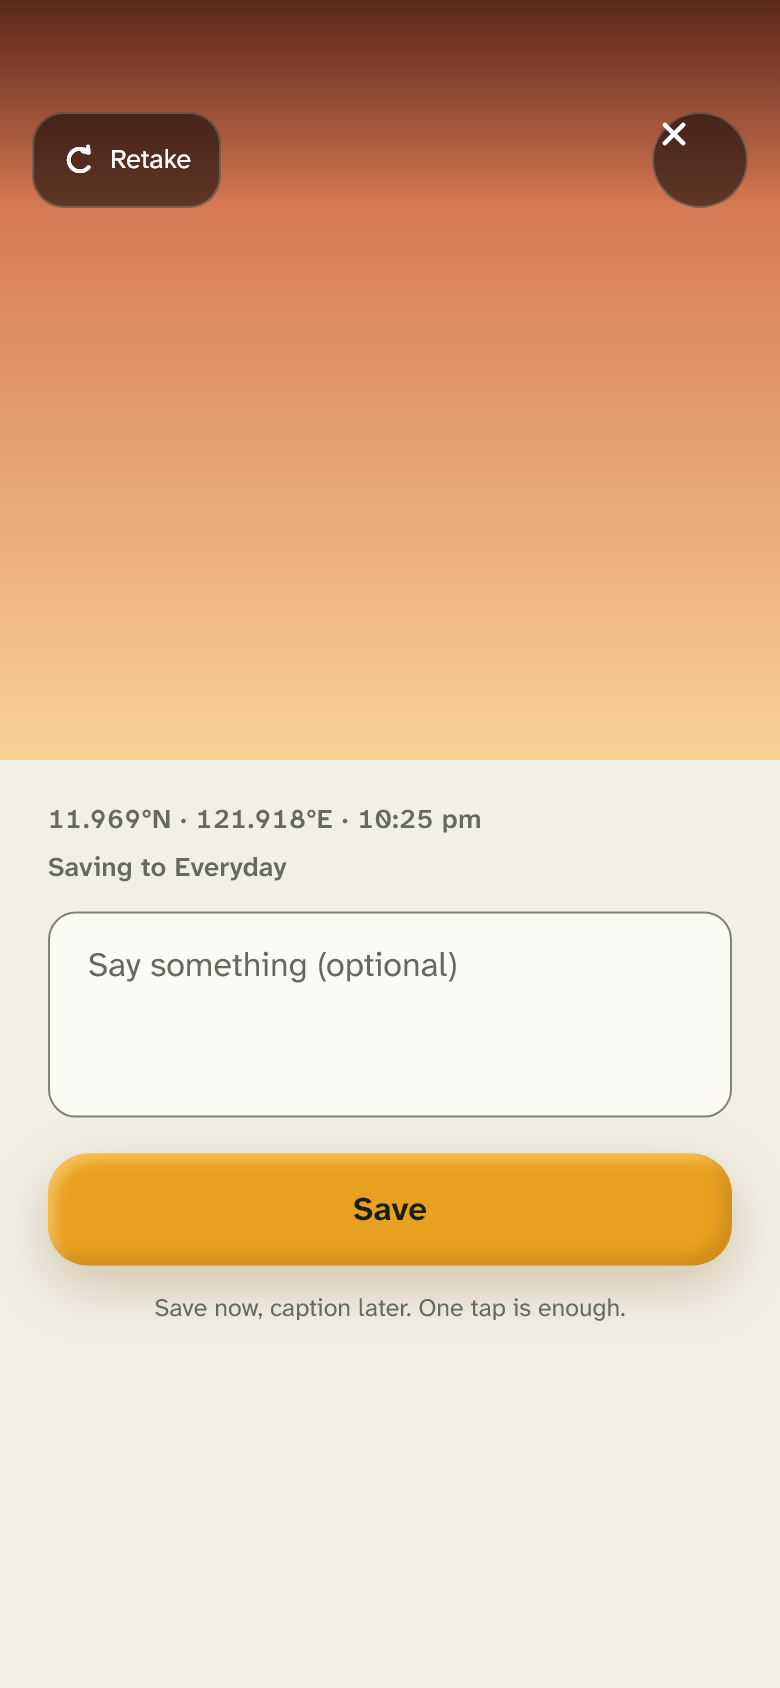 Retake
11.969°N · 121.918°E · 10:25 pm
Saving to Everyday
Say something (optional)
Save
Save now, caption later. One tap is enough.